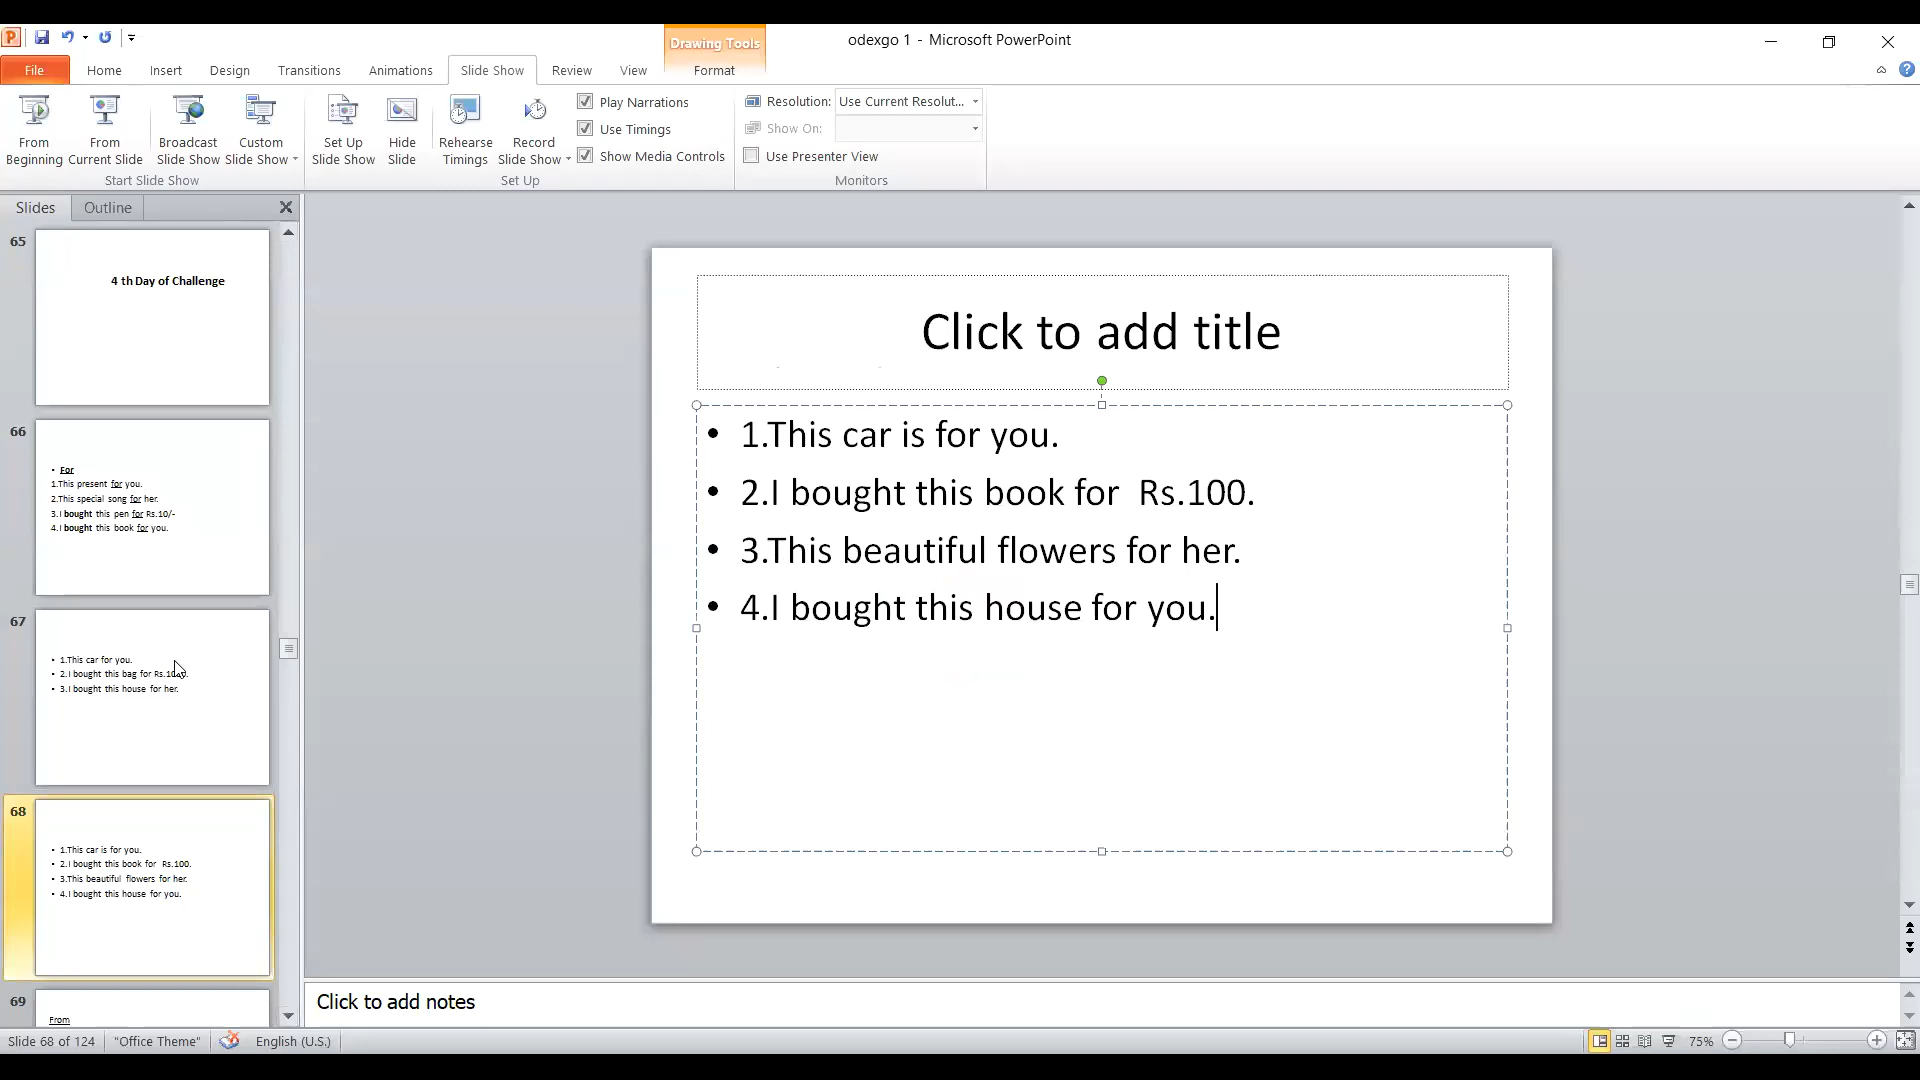 odexgo 1 - Microsoft PowerPoint
Drawing Tools
File Home Insert Design Transitions Animations Slide Show Review View Format
From Beginning
From Current Slide
Broadcast Slide Show
Custom Slide Show
Start Slide Show
Set Up Slide Show
Hide Slide
Rehearse Timings
Record Slide Show
Play Narrations
Use Timings
Show Media Controls
Set Up
Resolution: Use Current Resolut...
Show On:
Use Presenter View
Monitors
Slides Outline
65
4 th Day of Challenge
66
• For
1.This present for you.
2.This special song for her.
3.I bought this pen for Rs.10/-
4.I bought this book for you.
67
• 1.This car for you.
• 2.I bought this bag for
• 3.I bought this house for her.
68
• 1.This car is for you.
• 2.I bought this book for Rs.100.
• 3.This beautiful flowers for her.
• 4.I bought this house for you.
69
From
Click to add title
• 1.This car is for you.
• 2.I bought this book for Rs.100.
• 3.This beautiful flowers for her.
• 4.I bought this house for you.
Click to add notes
Slide 68 of 124 "Office Theme" English (U.S.) 75%